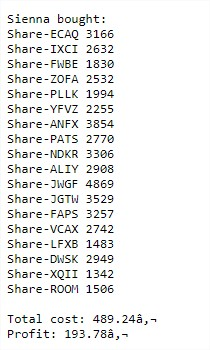 Sienna bought:
Share-ECAQ 3166
Share-IXCI 2632
Share-FWBE 1830
Share-ZOFA 2532
Share-PLLK 1994
Share-YFVZ 2255
Share-ANFX 3854
Share-PATS 2770
Share-NDKR 3306
Share-ALIY 2908
Share-JWGF 4869
Share-JGTW 3529
Share-FAPS 3257
Share-VCAX 2742
Share-LFXB 1483
Share-DWSK 2949
Share-XQII 1342
Share-ROOM 1506
Total cost: 489.24â‚¬
Profit: 193.78â‚¬